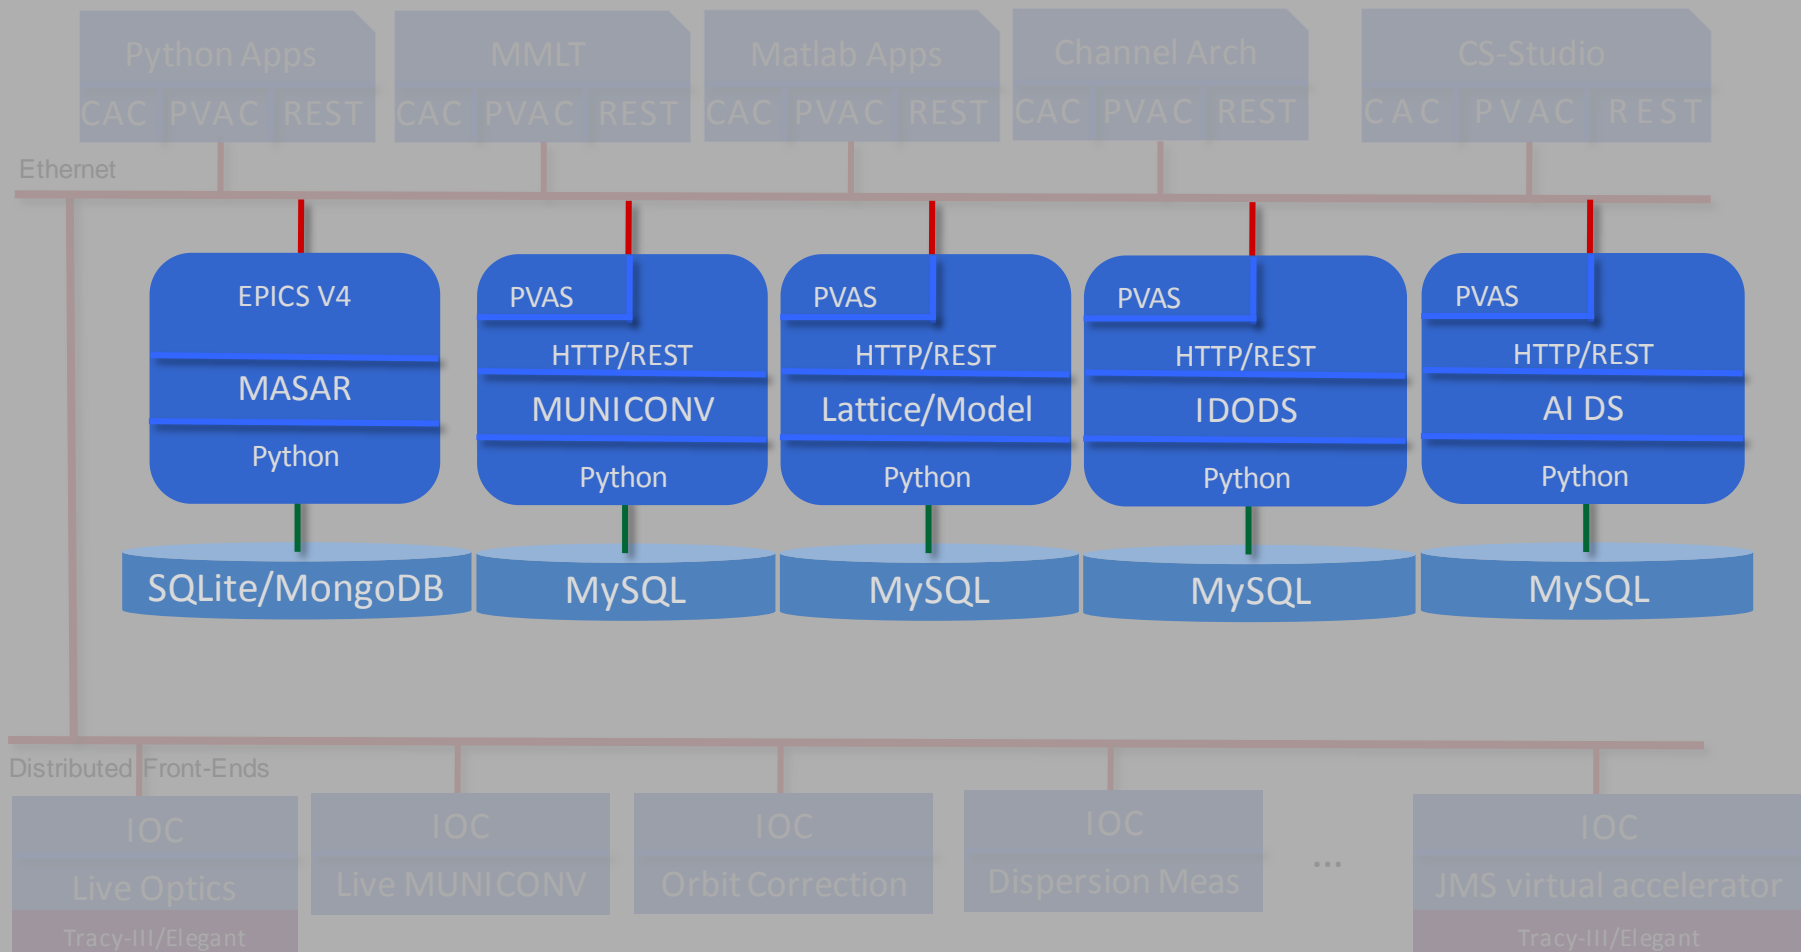 Python Apps
CAC PVAC REST
MMLT
CAC PVAC REST
Matlab Apps
CAC PVAC REST
Channel Arch
CAC PVAC REST
CS-Studio
CAC PVAC REST
Ethernet
EPICS V4
MASAR
Python
SQLite/MongoDB
PVAS
HTTP/REST
MUNICONV
Python
MySQL
PVAS
HTTP/REST
Lattice/Model
Python
MySQL
PVAS
HTTP/REST
IDODS
Python
MySQL
PVAS
HTTP/REST
AI DS
Python
MySQL
Distributed Front-Ends
IOC
Live Optics
Tracy-III/Elegant
IOC
Live MUNICONV
IOC
Orbit Correction
IOC
Dispersion Meas
...
IOC
JMS virtual accelerator
Tracy-III/Elegant